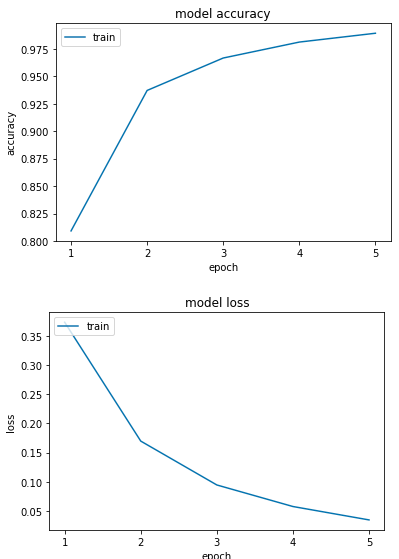 model accuracy
train
0.975
0.950
0.925
0.900
0.875
0.850
0.825
0.800
accuracy
1 2 3 4 5
epoch
model loss
train
0.35
0.30
0.25
0.20
0.15
0.10
0.05
loss
1 2 3 4 5
epoch